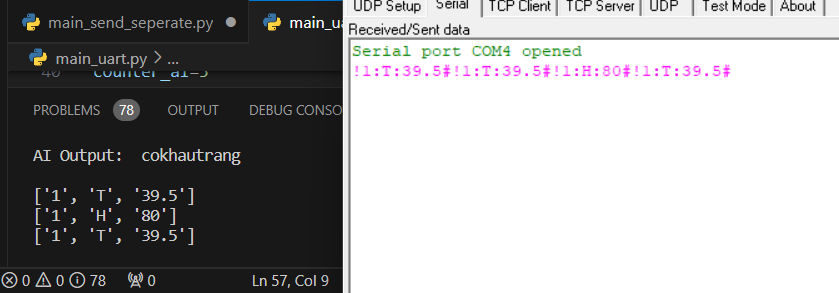 main_send_seperate.py
main_ua
main_uart.py > ...
40 counter_ai=5
PROBLEMS 78 OUTPUT DEBUG CONSO
AI Output:  cokhautrang
['1', 'T', '39.5']
['1', 'H', '80']
['1', 'T', '39.5']
0 0 78 0 Ln 57, Col 9
UDP Setup Serial TCP Client TCP Server UDP Test Mode About
Received/Sent data
Serial port COM4 opened
!1:T:39.5#!1:T:39.5#!1:H:80#!1:T:39.5#